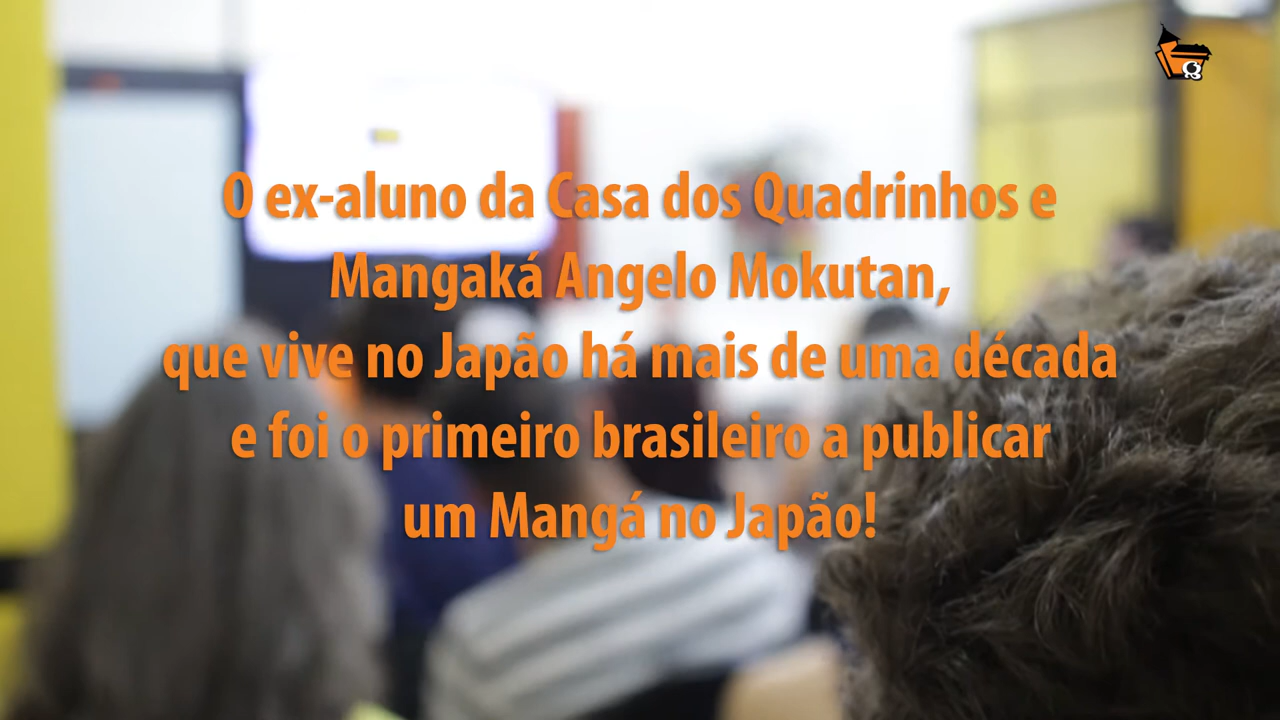 O ex-aluno da Casa dos Quadrinhos e
Mangaká Angelo Mokutan,
que vive no Japão há mais de uma década
e foi o primeiro brasileiro a publicar
um Mangá no Japão!